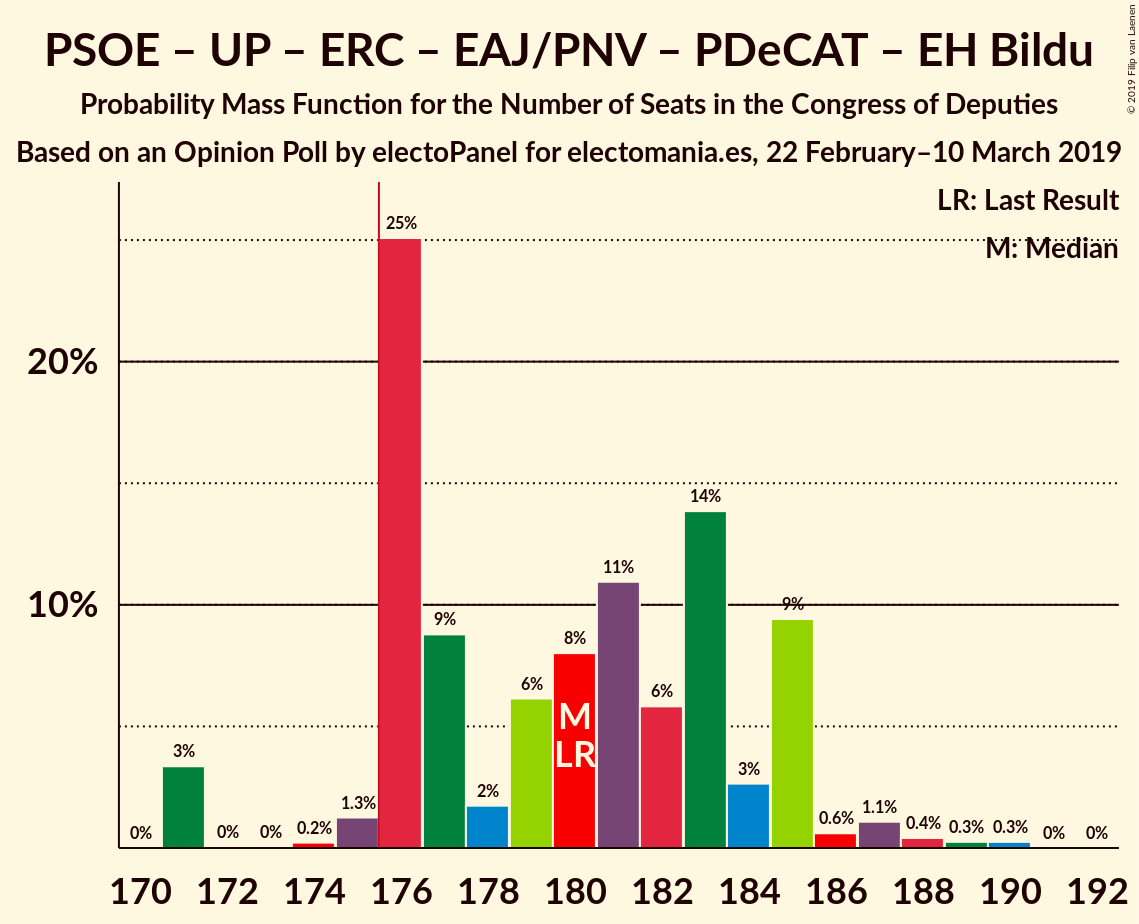 PSOE – UP – ERC – EAJ/PNV – PDeCAT – EH Bildu
Probability Mass Function for the Number of Seats in the Congress of Deputies
Based on an Opinion Poll by electoPanel for electomania.es, 22 February–10 March 2019
© 2019 Filip van Laenen
LR: Last Result
M: Median
20%
10%
0%
3%
0%
0%
0.2%
1.3%
25%
9%
2%
6%
8%
11%
6%
14%
3%
9%
0.6%
1.1%
0.4%
0.3%
0.3%
0%
0%
M
LR
170 172 174 176 178 180 182 184 186 188 190 192